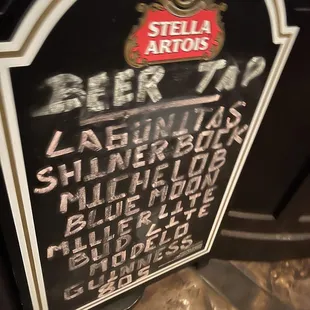 STELLA
ARTOIS
BEER TAP
LAGUNITAS
SHINER BOCK
MICHELOB
BLUE MOON
MILLER LITE
BUD LITE
MODELO
GUINNESS
805